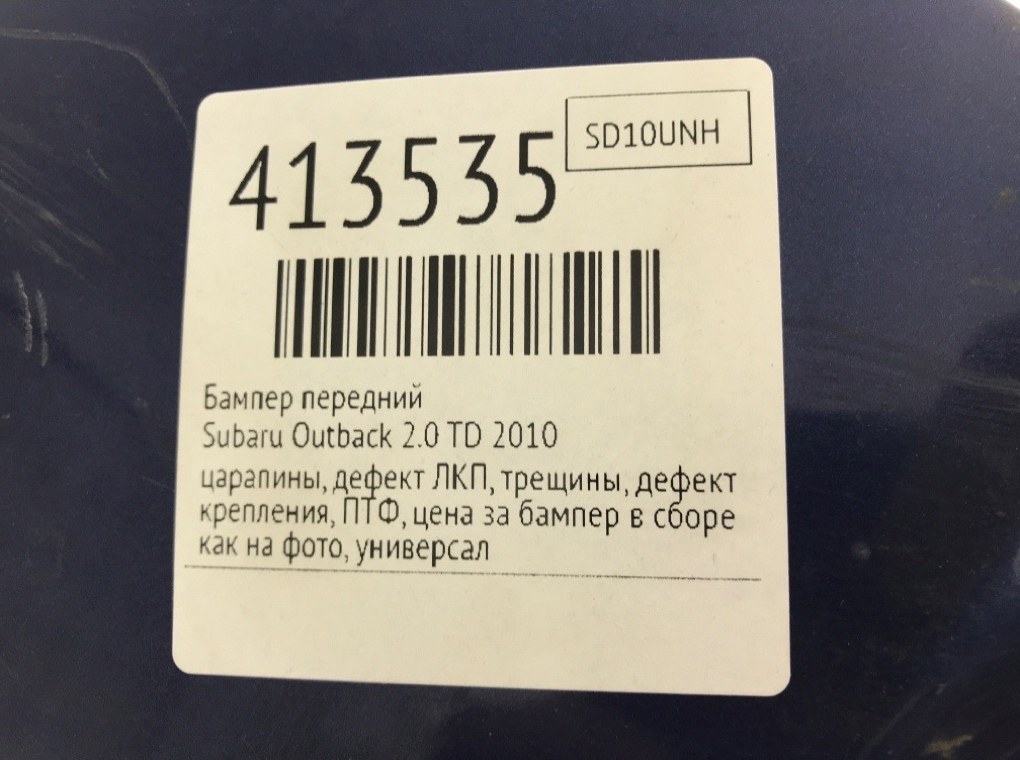 SD10UNH
413535
Бампер передний
Subaru Outback 2.0 TD 2010
царапины, дефект ЛКП, трещины, дефект
крепления, ПТФ, цена за бампер в сборе
как на фото, универсал